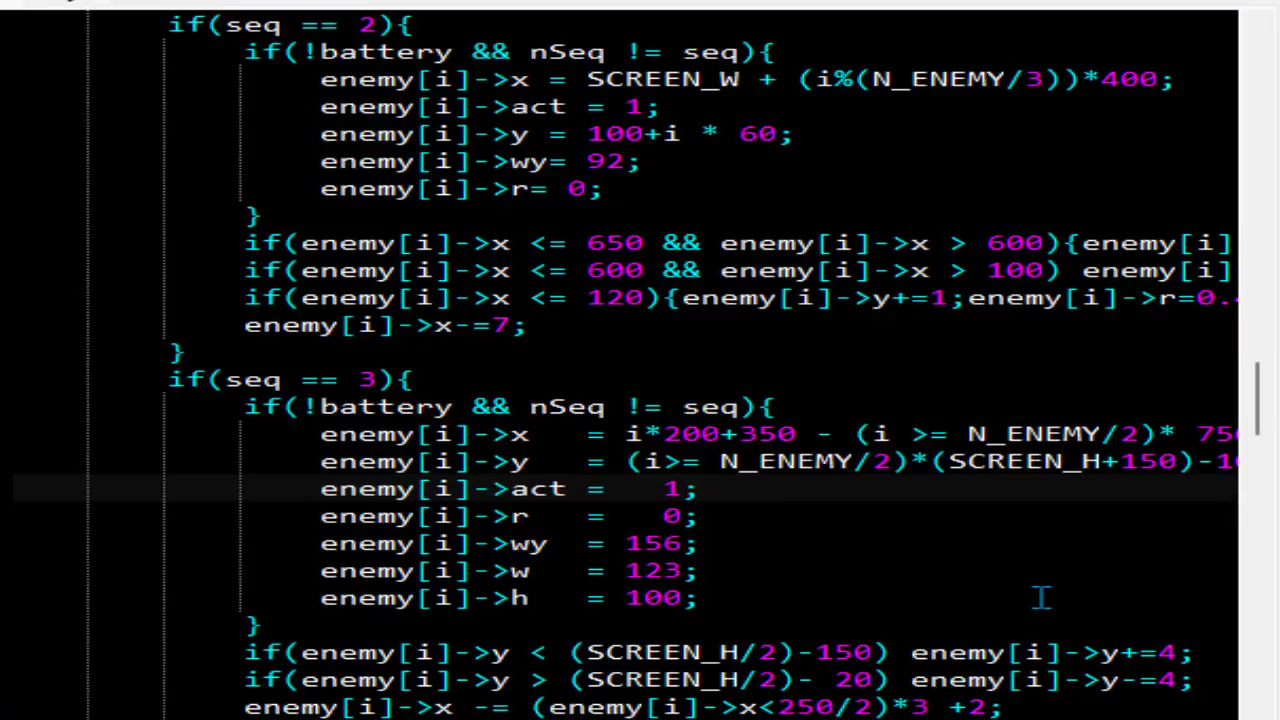 if(seq == 2){
if(!battery && nSeq != seq){
enemy[i]->x = SCREEN_W + (i%(N_ENEMY/3))*400;
enemy[i]->act = 1;
enemy[i]->y = 100+i * 60;
enemy[i]->wy= 92;
enemy[i]->r= 0;
}
if(enemy[i]->x <= 650 && enemy[i]->x > 600){enemy[i]
if(enemy[i]->x <= 600 && enemy[i]->x > 100) enemy[i]
if(enemy[i]->x <= 120){enemy[i]->y+=1;enemy[i]->r=0.
enemy[i]->x-=7;
}
if(seq == 3){
if(!battery && nSeq != seq){
enemy[i]->x = i*200+350 - (i >= N_ENEMY/2)* 75
enemy[i]->y = (i>= N_ENEMY/2)*(SCREEN_H+150)-1
enemy[i]->act = 1;
enemy[i]->r = 0;
enemy[i]->wy = 156;
enemy[i]->w = 123;
enemy[i]->h = 100;
}
if(enemy[i]->y < (SCREEN_H/2)-150) enemy[i]->y+=4;
if(enemy[i]->y > (SCREEN_H/2)- 20) enemy[i]->y-=4;
enemy[i]->x -= (enemy[i]->x<250/2)*3 +2;